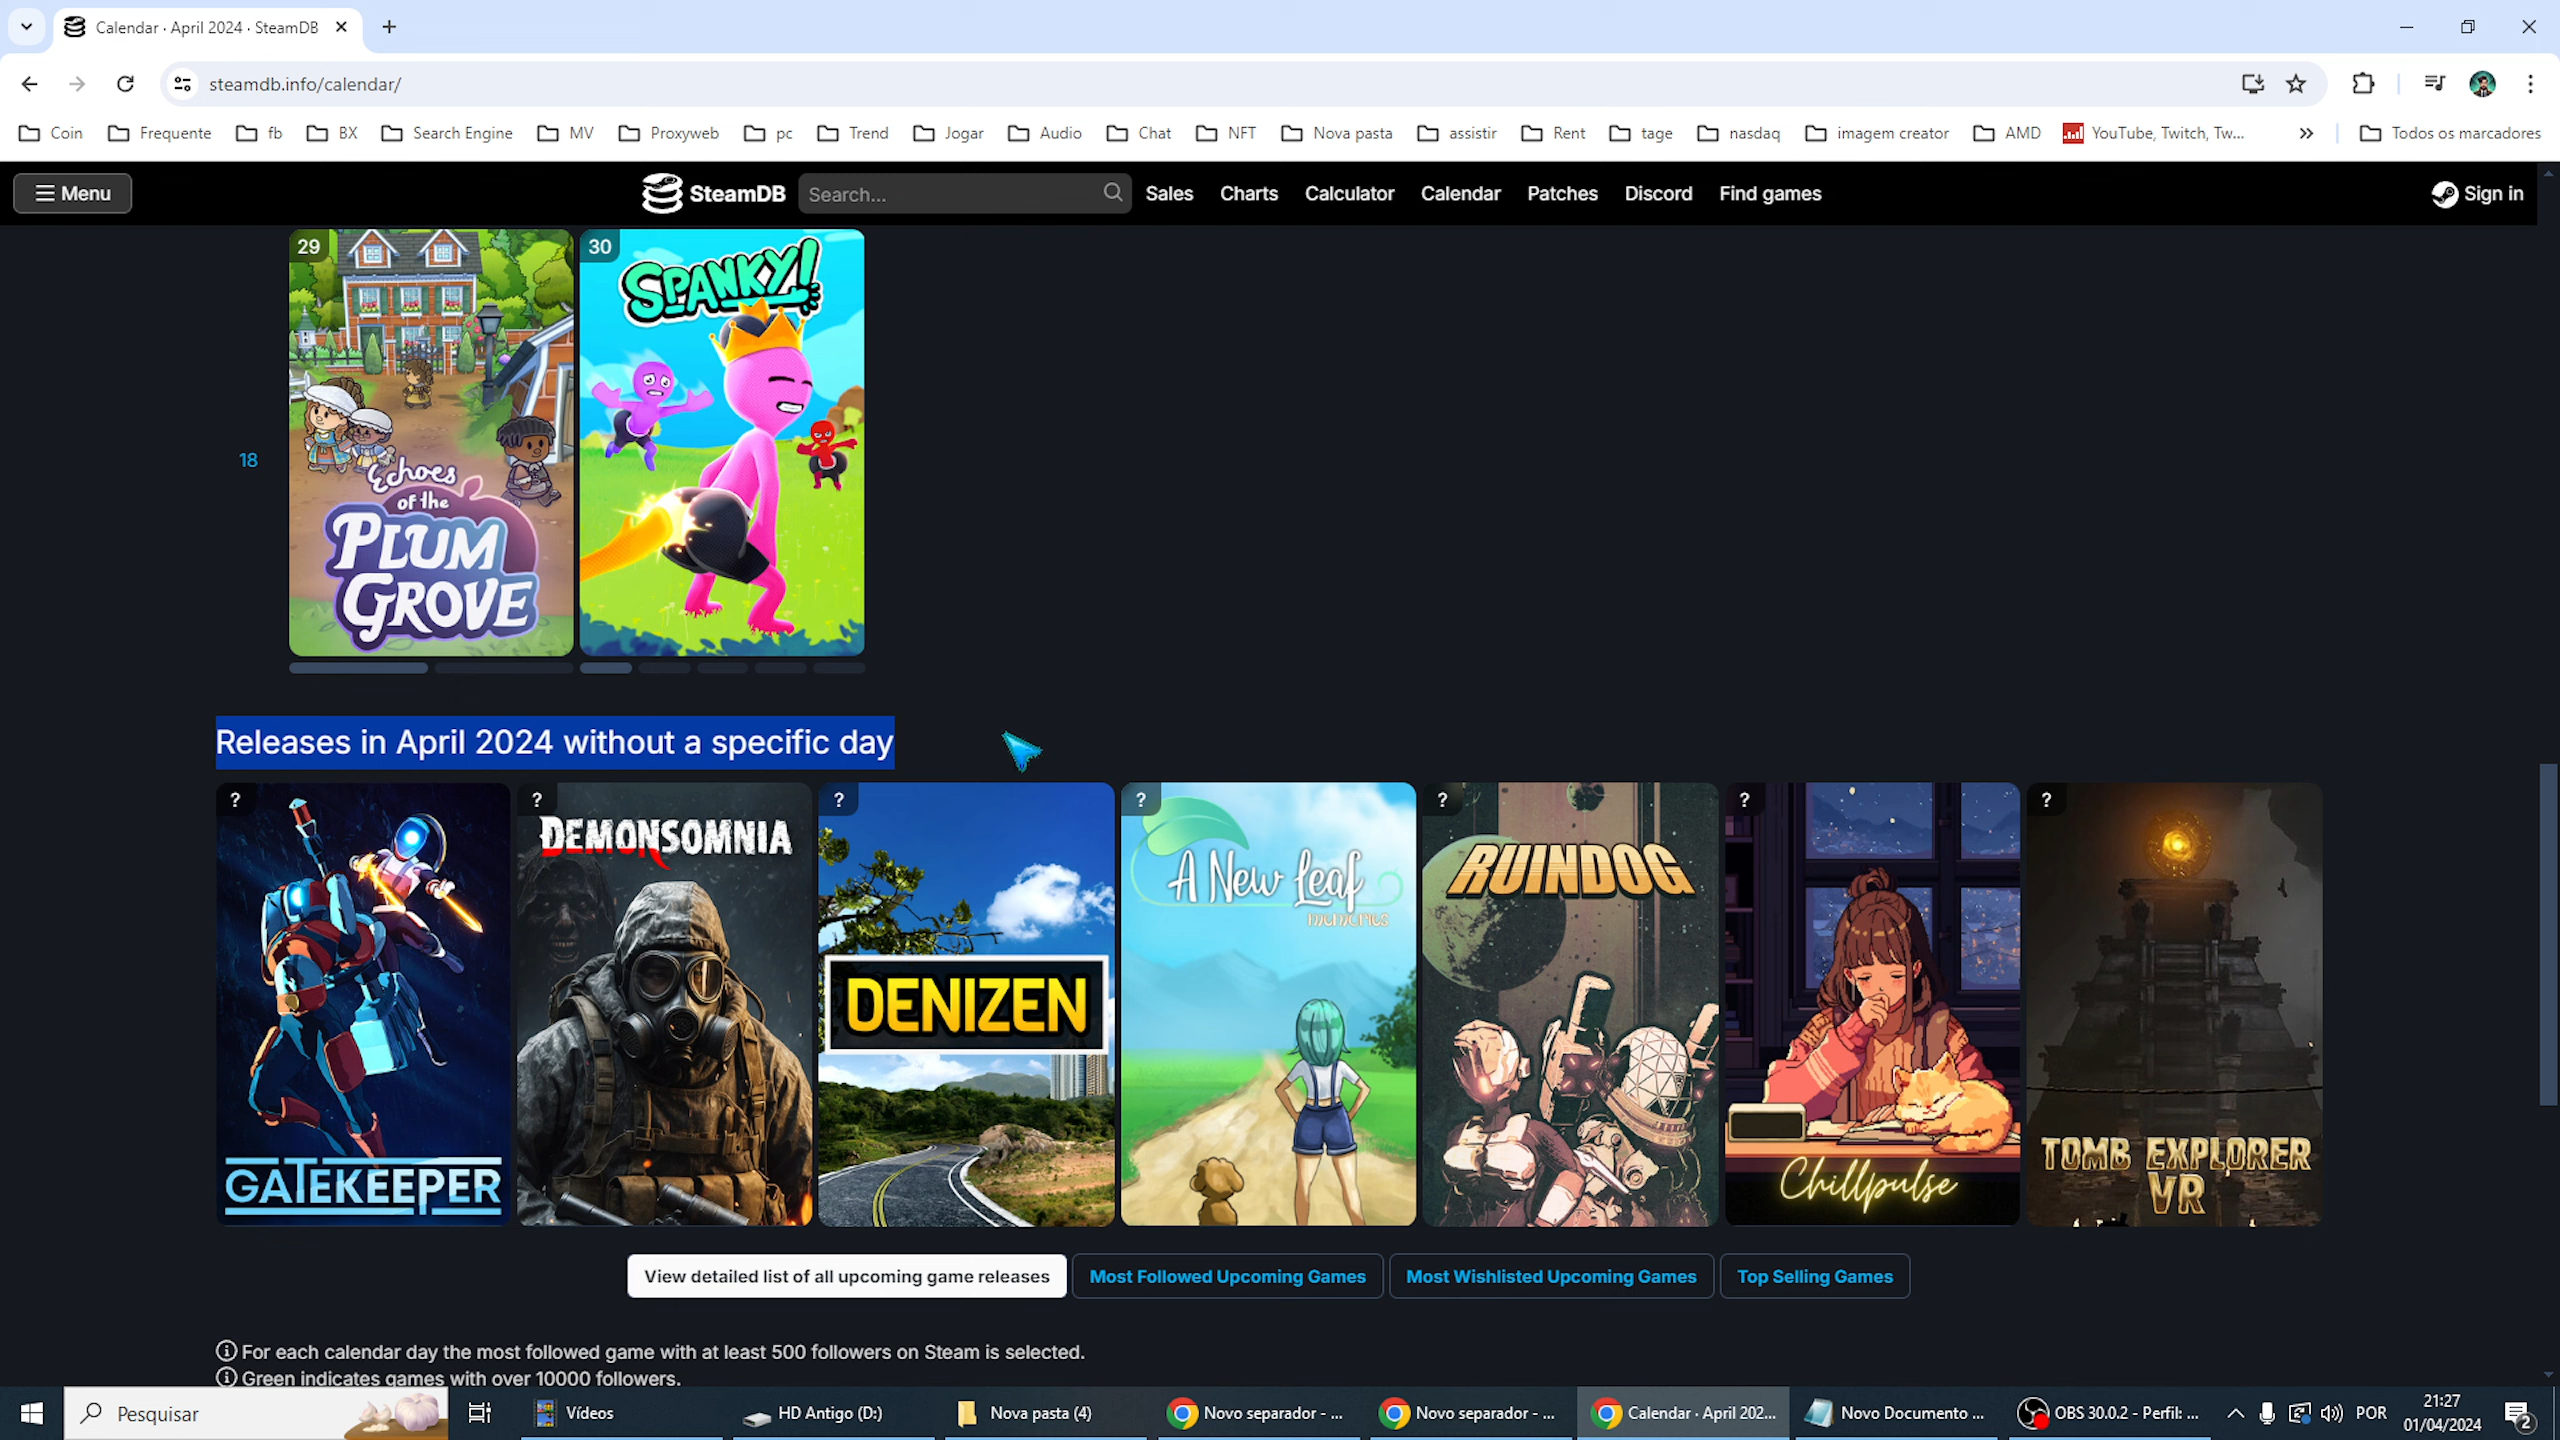 Calendar · April 2024 · SteamDB
steamdb.info/calendar/
Coin Frequente fb BX Search Engine MV Proxyweb pc Trend Jogar Audio Chat NFT Nova pasta assistir Rent tage nasdaq imagem creator AMD YouTube, Twitch, Tw... Todos os marcadores
Menu SteamDB Search... Sales Charts Calculator Calendar Patches Discord Find games Sign in
29
30
SPANKY!
18
Echoes
of the
PLUM
GROVE
Releases in April 2024 without a specific day
? ? ? ? ? ? ?
GATEKEEPER
DEMONSOMNIA
DENIZEN
A New Leaf
memories
RUINDOG
Chillpulse
TOMB EXPLORER
VR
View detailed list of all upcoming game releases Most Followed Upcoming Games Most Wishlisted Upcoming Games Top Selling Games
For each calendar day the most followed game with at least 500 followers on Steam is selected.
Green indicates games with over 10000 followers.
Pesquisar Vídeos HD Antigo (D:) Nova pasta (4) Novo separador - ... Novo separador - ... Calendar · April 202... Novo Documento ... OBS 30.0.2 - Perfil: ... POR 21:27
01/04/2024
2